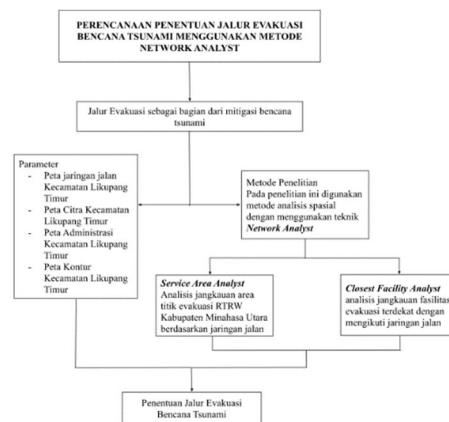 PERENCANAAN PENENTUAN JALUR EVAKUASI
BENCANA TSUNAMI MENGGUNAKAN METODE
NETWORK ANALYST
Jalur Evakuasi sebagai bagian dari mitigasi bencana
tsunami
Parameter
- Peta jaringan jalan
Kecamatan Likupang
Timur
- Peta Citra Kecamatan
Likupang Timur
- Peta Administrasi
Kecamatan Likupang
Timur
- Peta Kontur
Kecamatan Likupang
Timur
Metode Penelitian
Pada penelitian ini digunakan
metode analisis spasial
dengan menggunakan teknik
Network Analyst
Service Area Analyst
Analisis jangkauan area
titik evakuasi RTRW
Kabupaten Minahasa Utara
berdasarkan jaringan jalan
Closest Facility Analyst
analisis jangkauan fasilitas
evakuasi terdekat dengan
mengikuti jaringan jalan
Penentuan Jalur Evakuasi
Bencana Tsunami